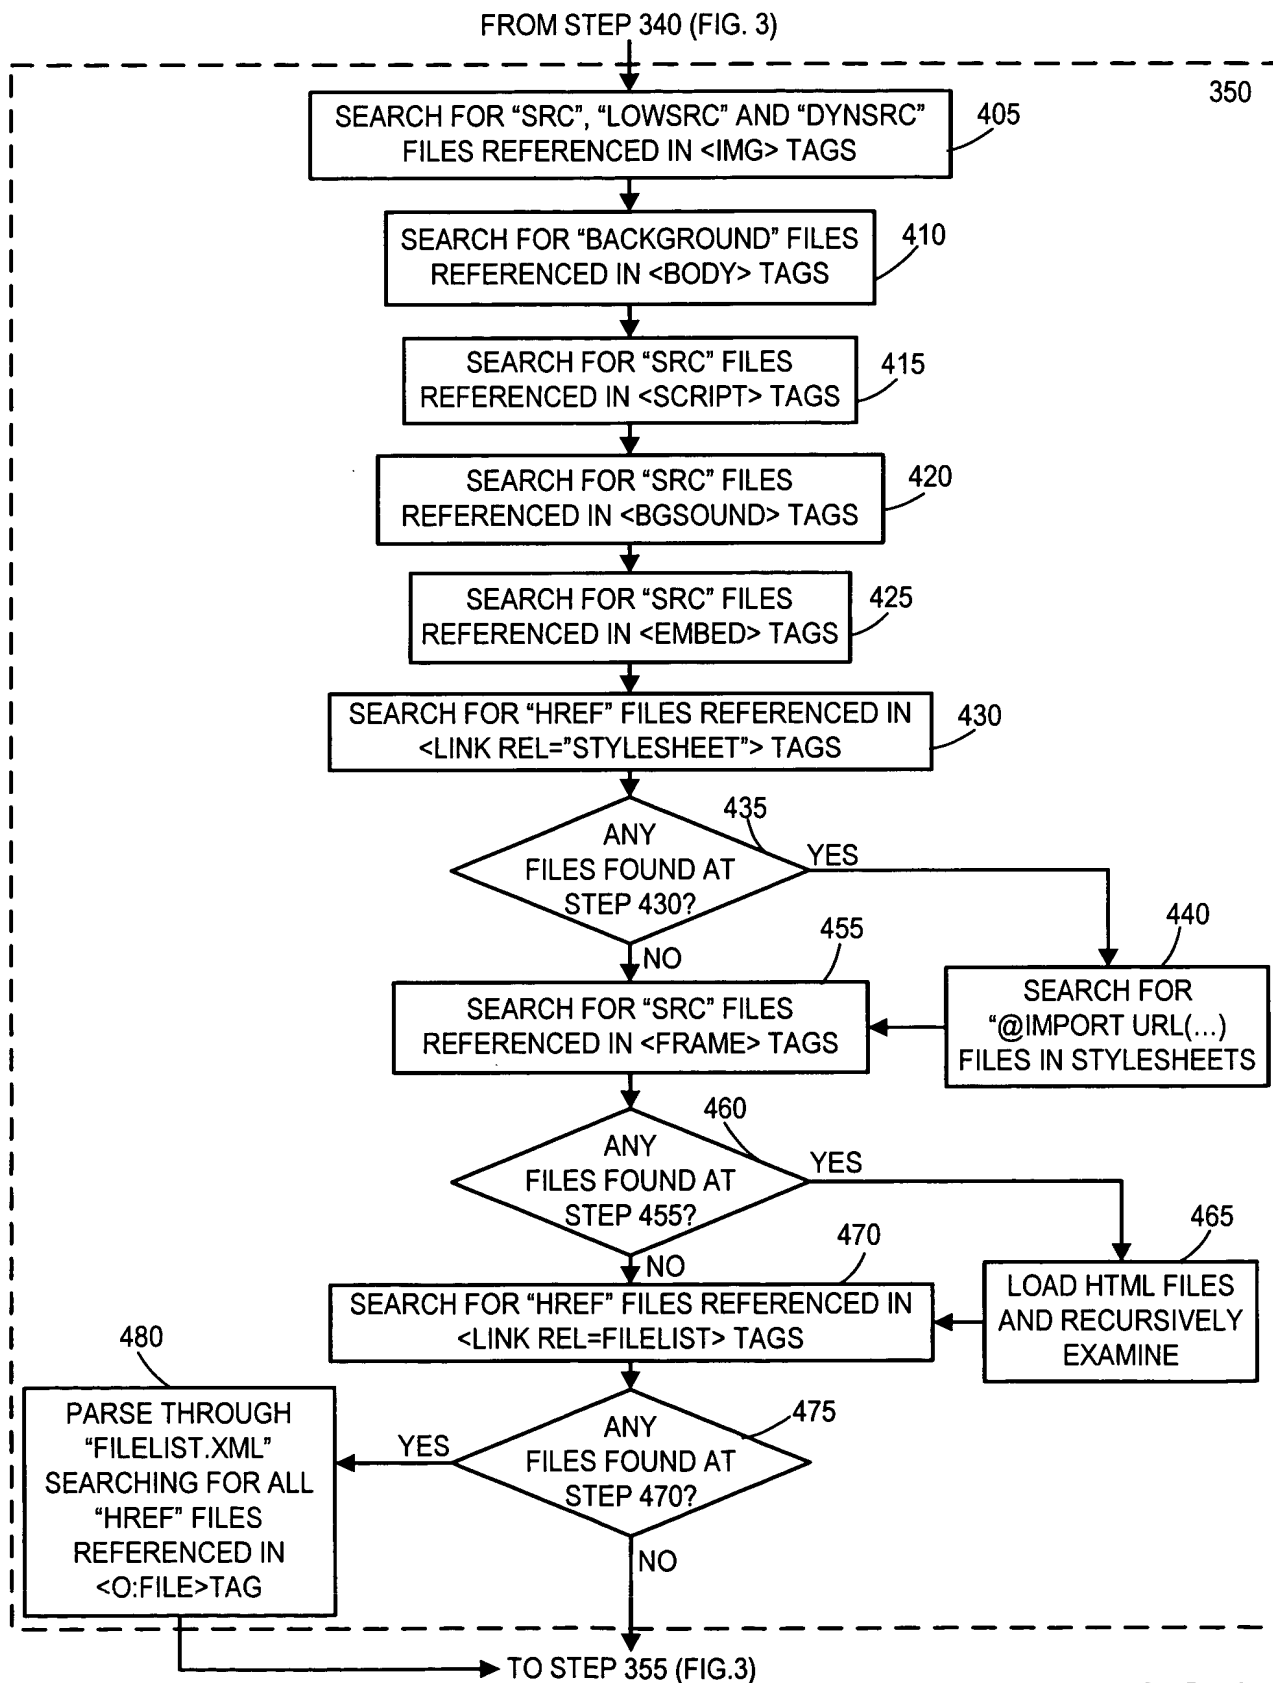 FROM STEP 340 (FIG. 3)
350
SEARCH FOR “SRC”, “LOWSRC” AND “DYNSRC”
FILES REFERENCED IN <IMG> TAGS
405
SEARCH FOR “BACKGROUND” FILES
REFERENCED IN <BODY> TAGS
410
SEARCH FOR “SRC” FILES
REFERENCED IN <SCRIPT> TAGS
415
SEARCH FOR “SRC” FILES
REFERENCED IN <BGSOUND> TAGS
420
SEARCH FOR “SRC” FILES
REFERENCED IN <EMBED> TAGS
425
SEARCH FOR “HREF” FILES REFERENCED IN
<LINK REL=”STYLESHEET”> TAGS
430
435
ANY
FILES FOUND AT
STEP 430?
YES
NO
440
SEARCH FOR
“@IMPORT URL(...)
FILES IN STYLESHEETS
455
SEARCH FOR “SRC” FILES
REFERENCED IN <FRAME> TAGS
460
ANY
FILES FOUND AT
STEP 455?
YES
NO
465
LOAD HTML FILES
AND RECURSIVELY
EXAMINE
470
SEARCH FOR “HREF” FILES REFERENCED IN
<LINK REL=FILELIST> TAGS
475
ANY
FILES FOUND AT
STEP 470?
YES
NO
480
PARSE THROUGH
“FILELIST.XML”
SEARCHING FOR ALL
“HREF” FILES
REFERENCED IN
<O:FILE>TAG
TO STEP 355 (FIG.3)